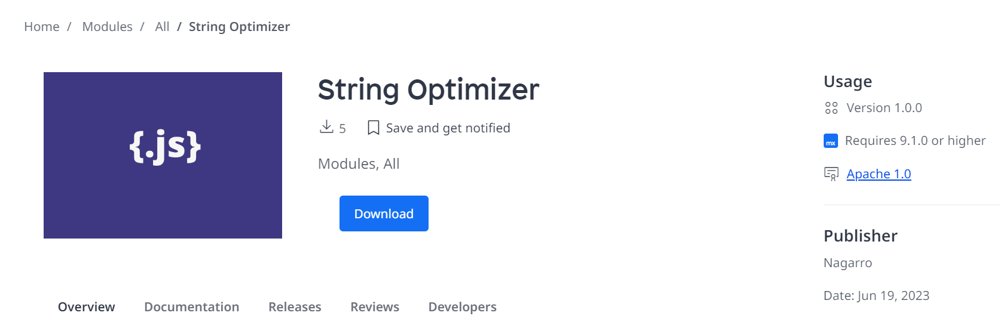 Home / Modules / All / String Optimizer
{.js}
String Optimizer
5 Save and get notified
Modules, All
Download
Overview Documentation Releases Reviews Developers
Usage
Version 1.0.0
mx Requires 9.1.0 or higher
Apache 1.0
Publisher
Nagarro
Date: Jun 19, 2023